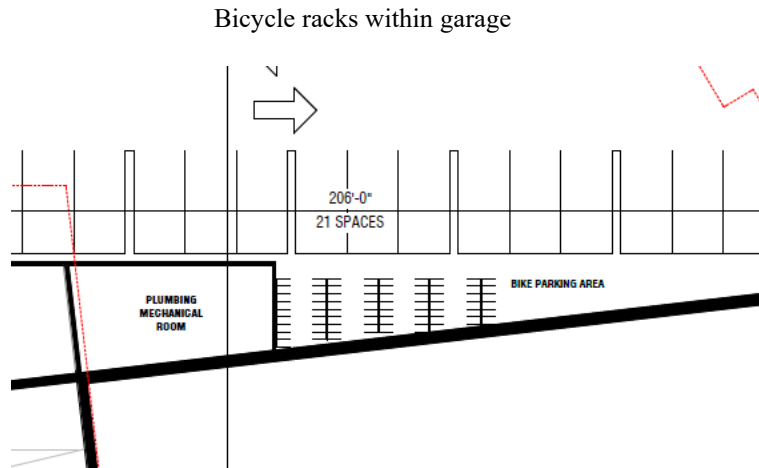 Bicycle racks within garage
206'-0"
21 SPACES
PLUMBING
MECHANICAL
ROOM
BIKE PARKING AREA